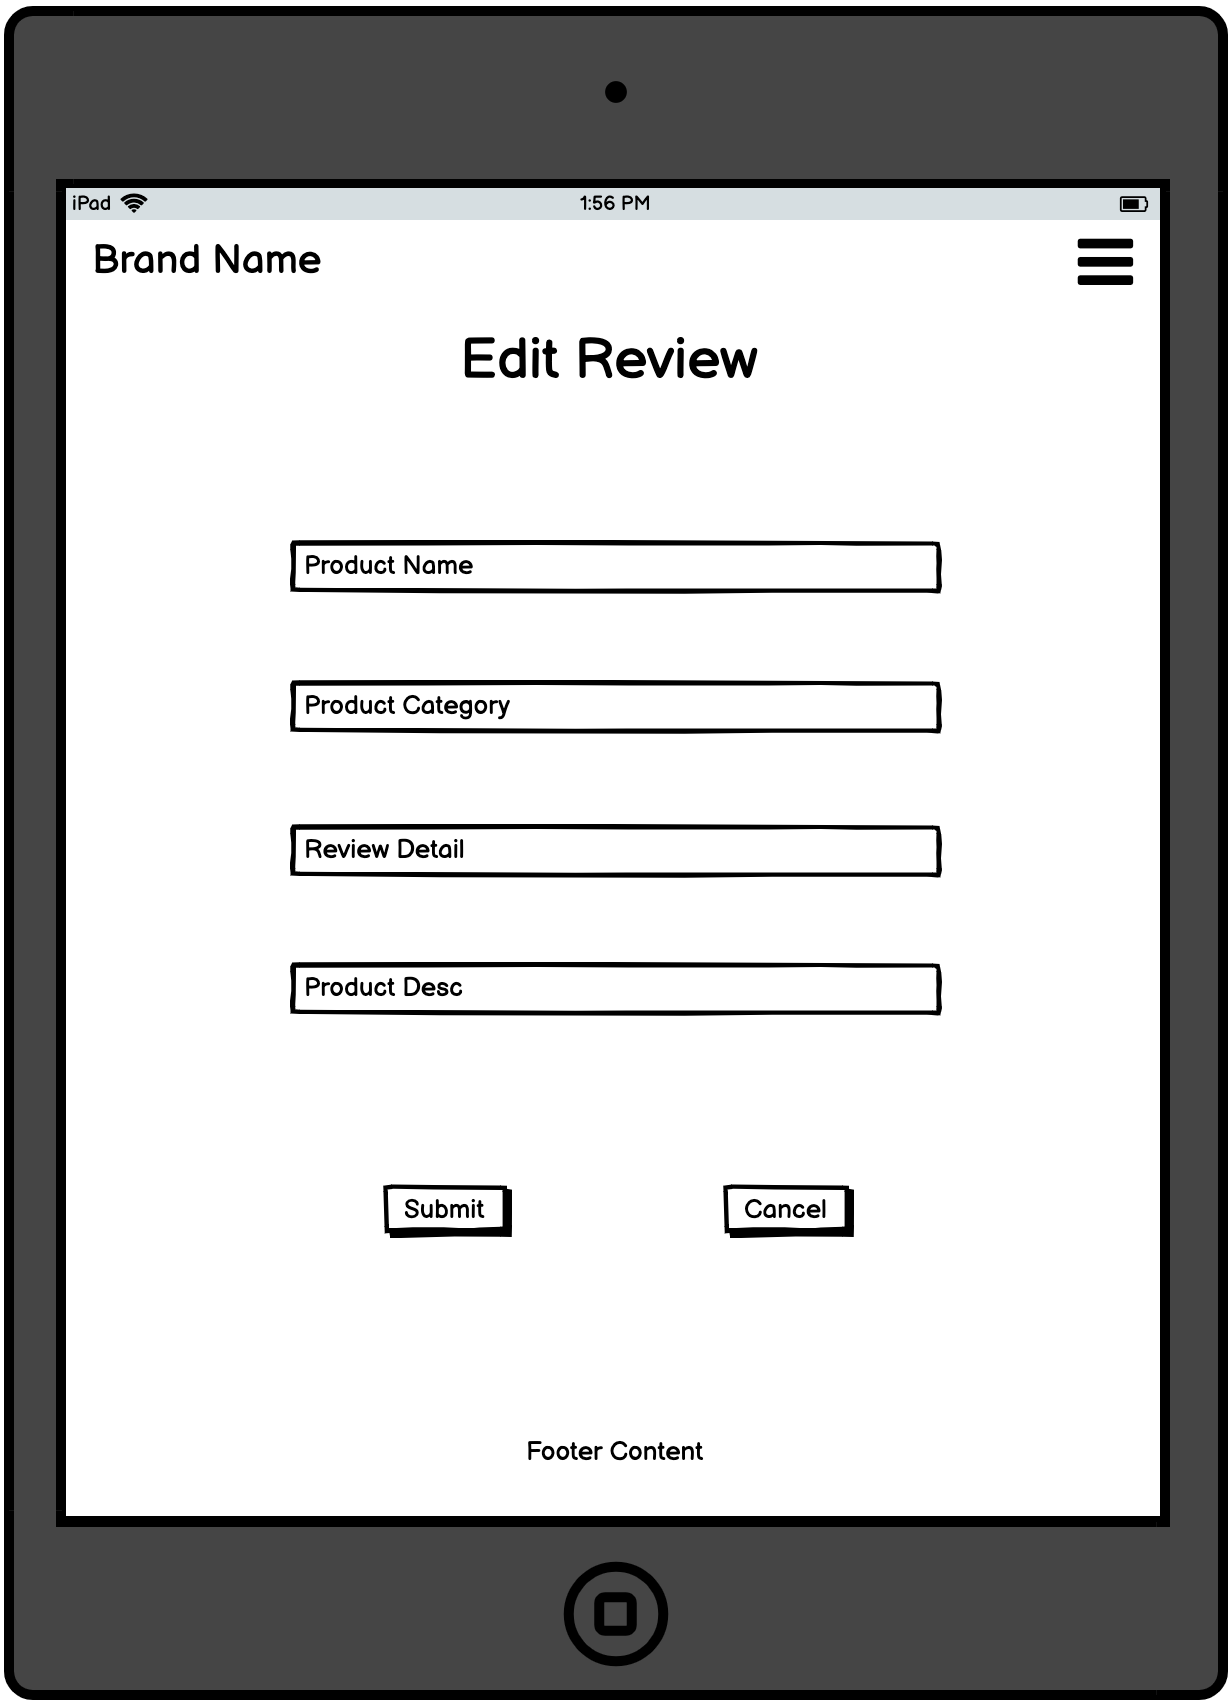 iPad
1:56 PM
Brand Name
Edit Review
Product Name
Product Category
Review Detail
Product Desc
Submit
Cancel
Footer Content